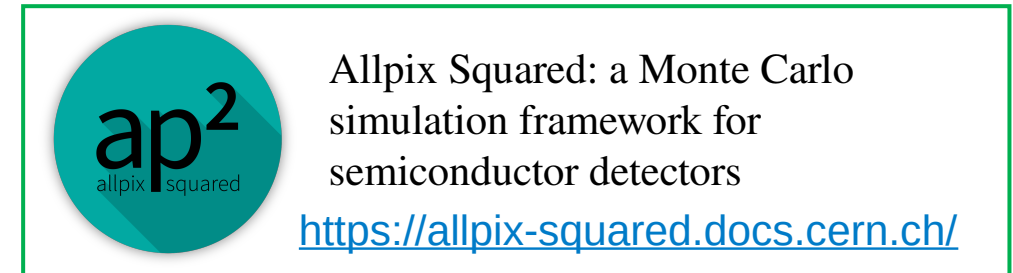 ap²
allpix squared
Allpix Squared: a Monte Carlo
simulation framework for
semiconductor detectors
https://allpix-squared.docs.cern.ch/